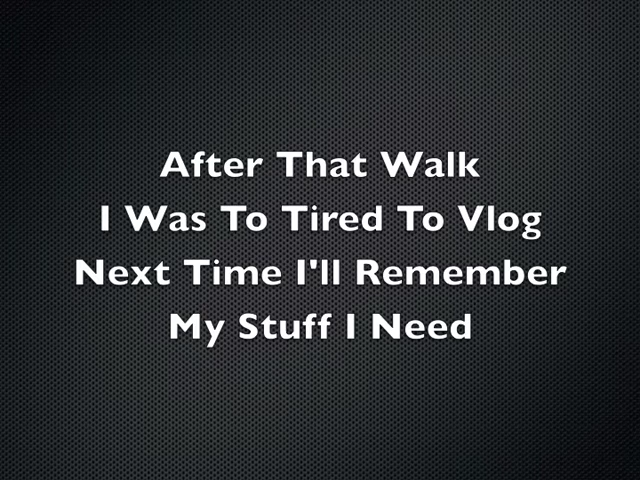 After That Walk
I Was To Tired To Vlog
Next Time I'll Remember
My Stuff I Need